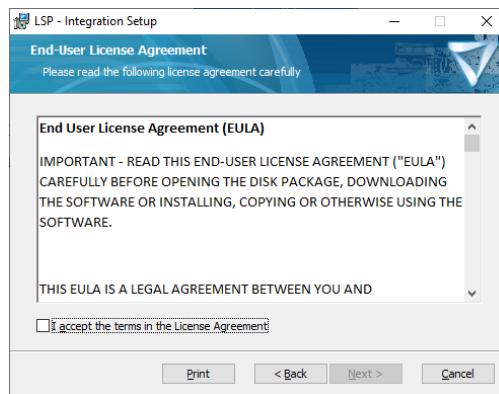 LSP - Integration Setup
End-User License Agreement
Please read the following license agreement carefully
End User License Agreement (EULA)
IMPORTANT - READ THIS END-USER LICENSE AGREEMENT ("EULA")
CAREFULLY BEFORE OPENING THE DISK PACKAGE, DOWNLOADING
THE SOFTWARE OR INSTALLING, COPYING OR OTHERWISE USING THE
SOFTWARE.
THIS EULA IS A LEGAL AGREEMENT BETWEEN YOU AND
I accept the terms in the License Agreement
Print < Back Next > Cancel